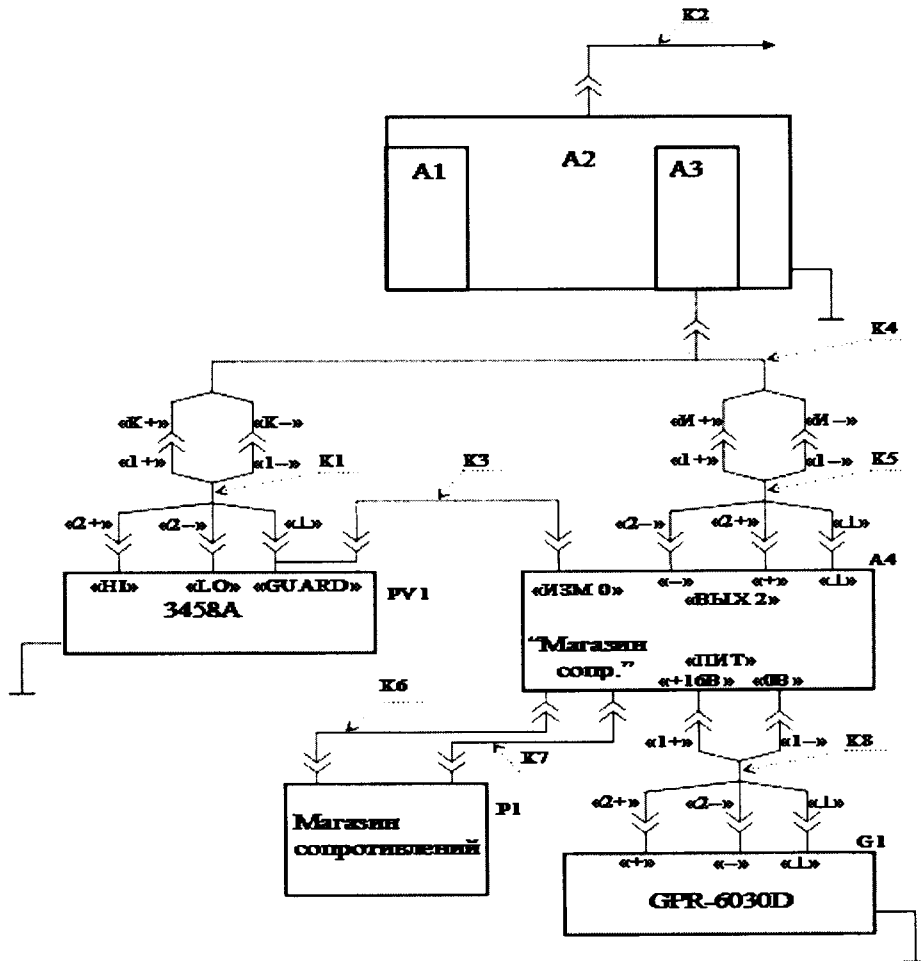 К2
А1
А2
А3
К4
«К+»
«К–»
«И+»
«И–»
«1+»
«1–»
К1
К3
«1+»
«1–»
К5
«2+»
«2–»
«⊥»
«2–»
«2+»
«⊥»
А4
«HI»
«LO»
«GUARD»
3458А
PV1
«ИЗМ 0»
«–»
«+»
«⊥»
«ВЫХ 2»
“Магазин
сопр.”
«ПИТ»
«+16В»
«0В»
К6
К7
«1+»
«1–»
К8
Р1
Магазин
сопротивлений
«2+»
«2–»
«⊥»
G1
«+»
«–»
«⊥»
GPR-6030D